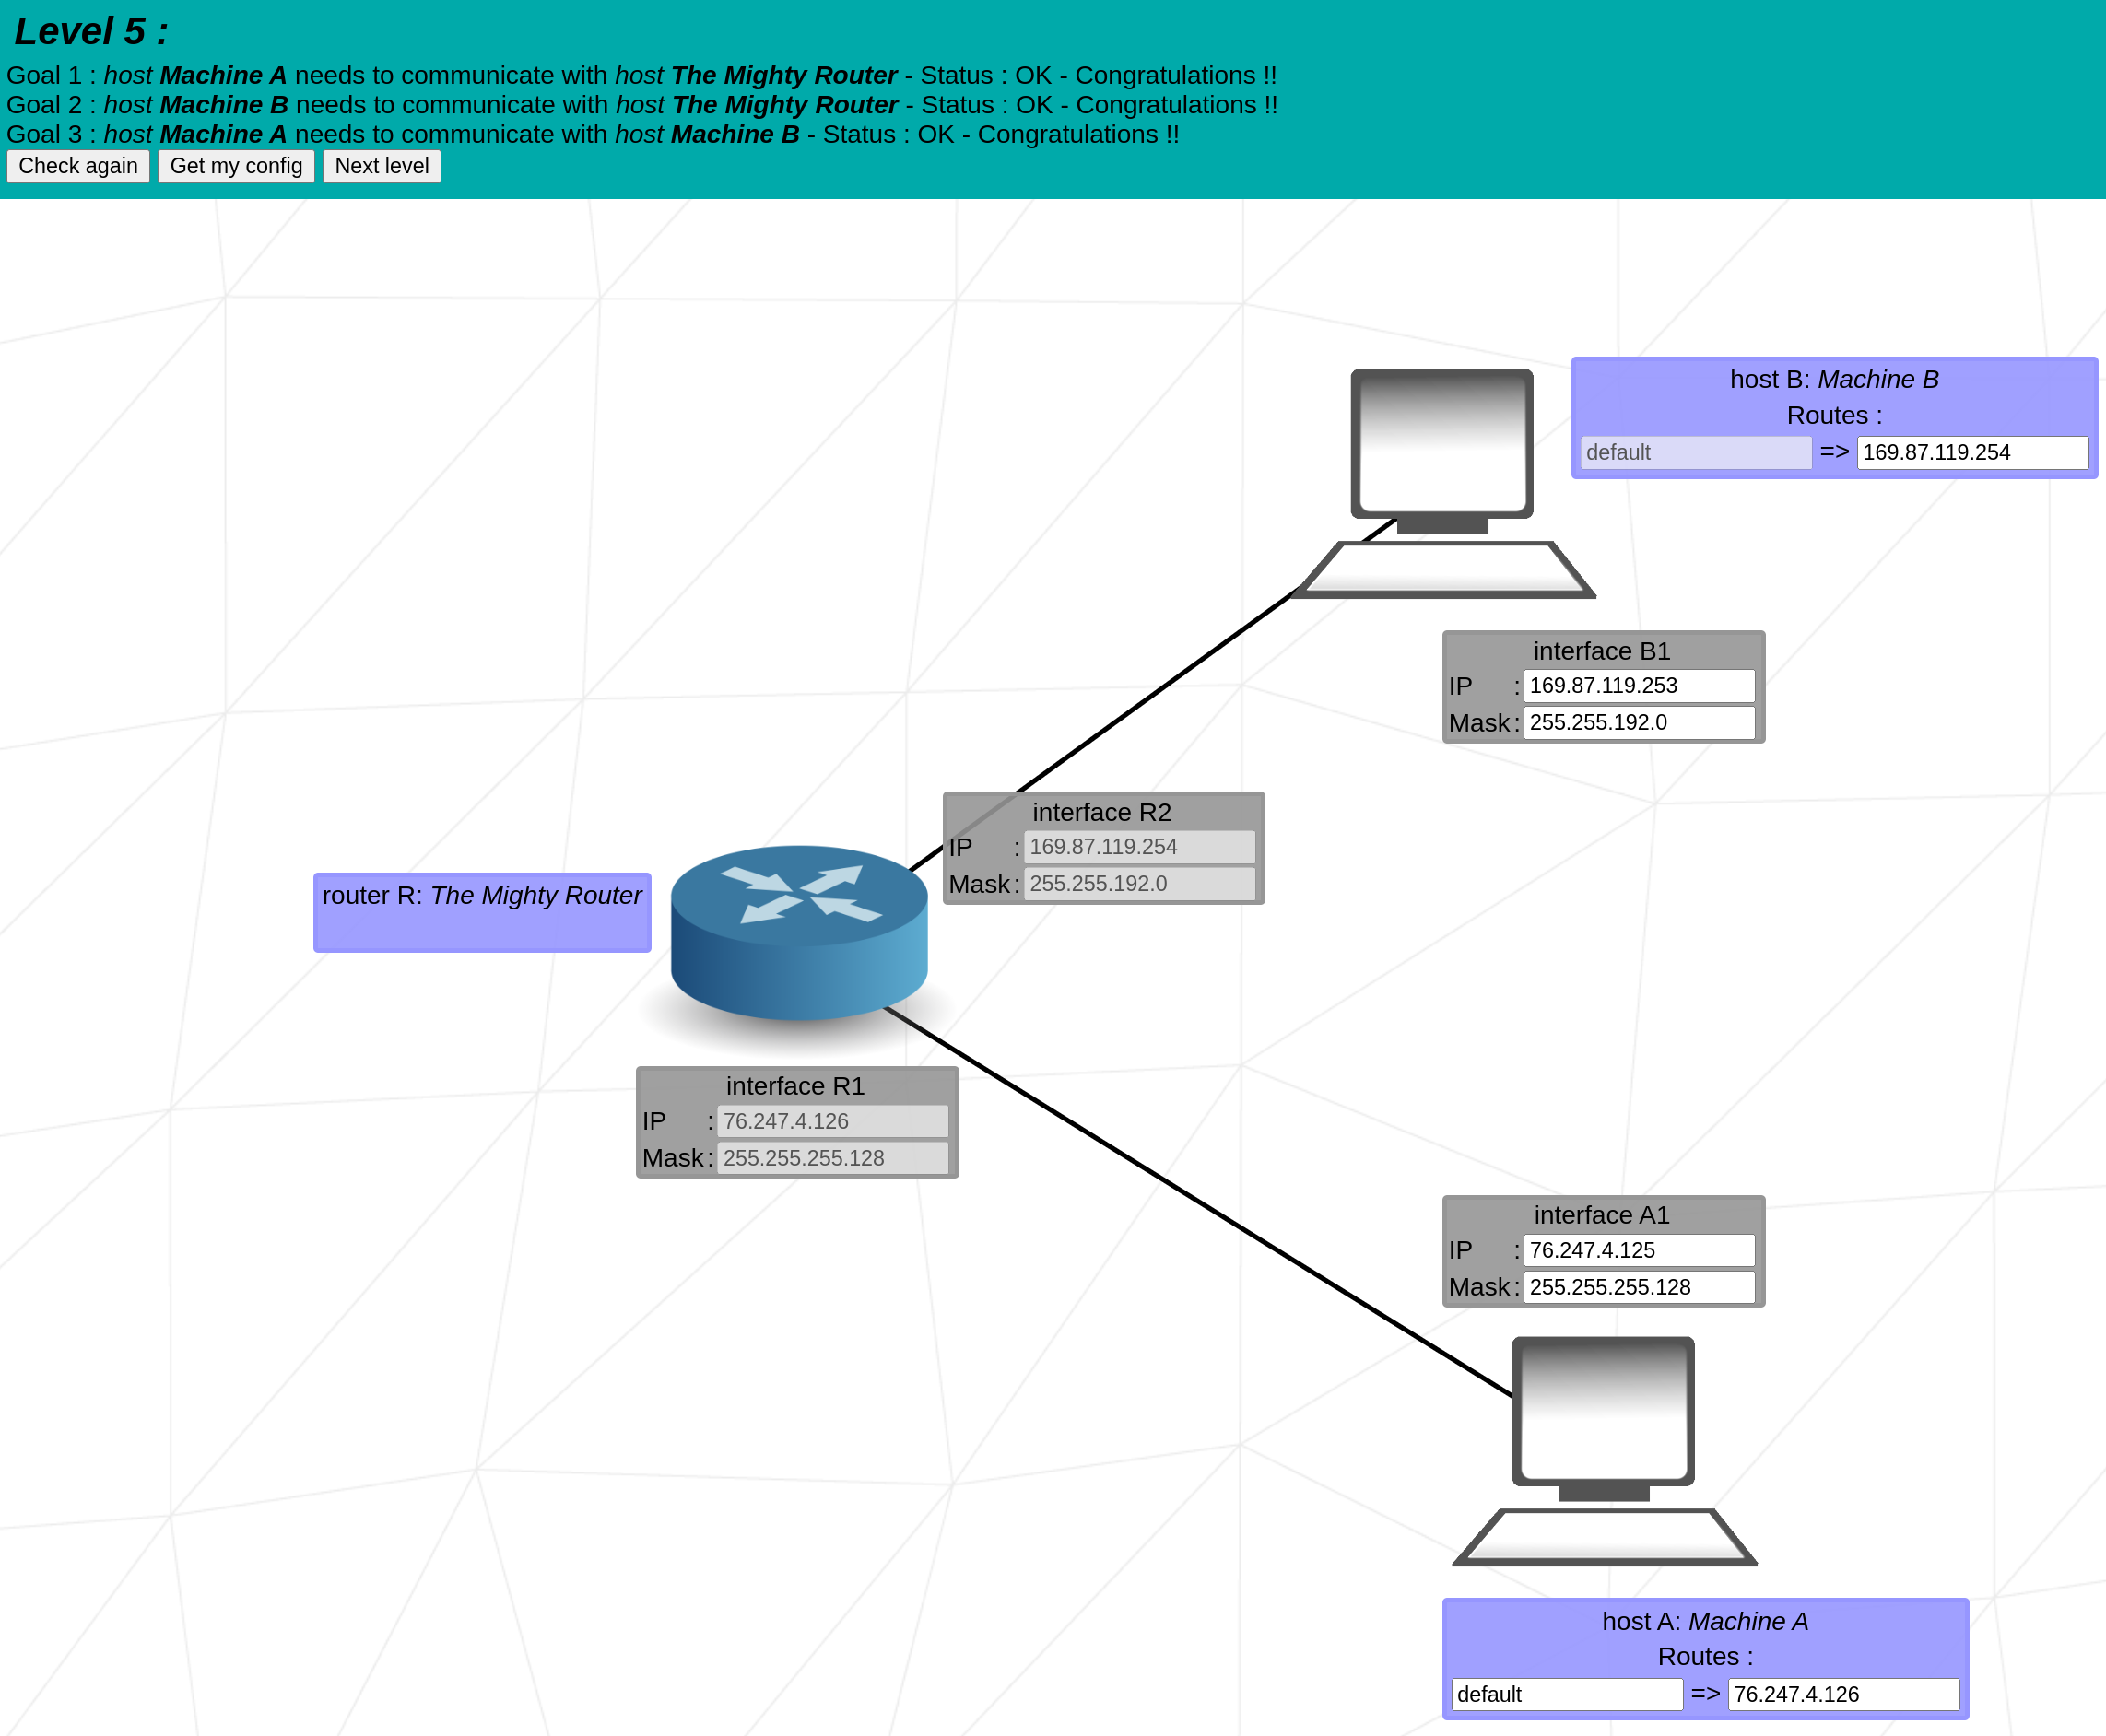 Level 5 :
Goal 1 : host Machine A needs to communicate with host The Mighty Router - Status : OK - Congratulations !!
Goal 2 : host Machine B needs to communicate with host The Mighty Router - Status : OK - Congratulations !!
Goal 3 : host Machine A needs to communicate with host Machine B - Status : OK - Congratulations !!
Check again Get my config Next level
host B: Machine B
Routes :
default => 169.87.119.254
interface B1
IP : 169.87.119.253
Mask : 255.255.192.0
interface R2
IP : 169.87.119.254
Mask : 255.255.192.0
router R: The Mighty Router
interface R1
IP : 76.247.4.126
Mask : 255.255.255.128
interface A1
IP : 76.247.4.125
Mask : 255.255.255.128
host A: Machine A
Routes :
default => 76.247.4.126